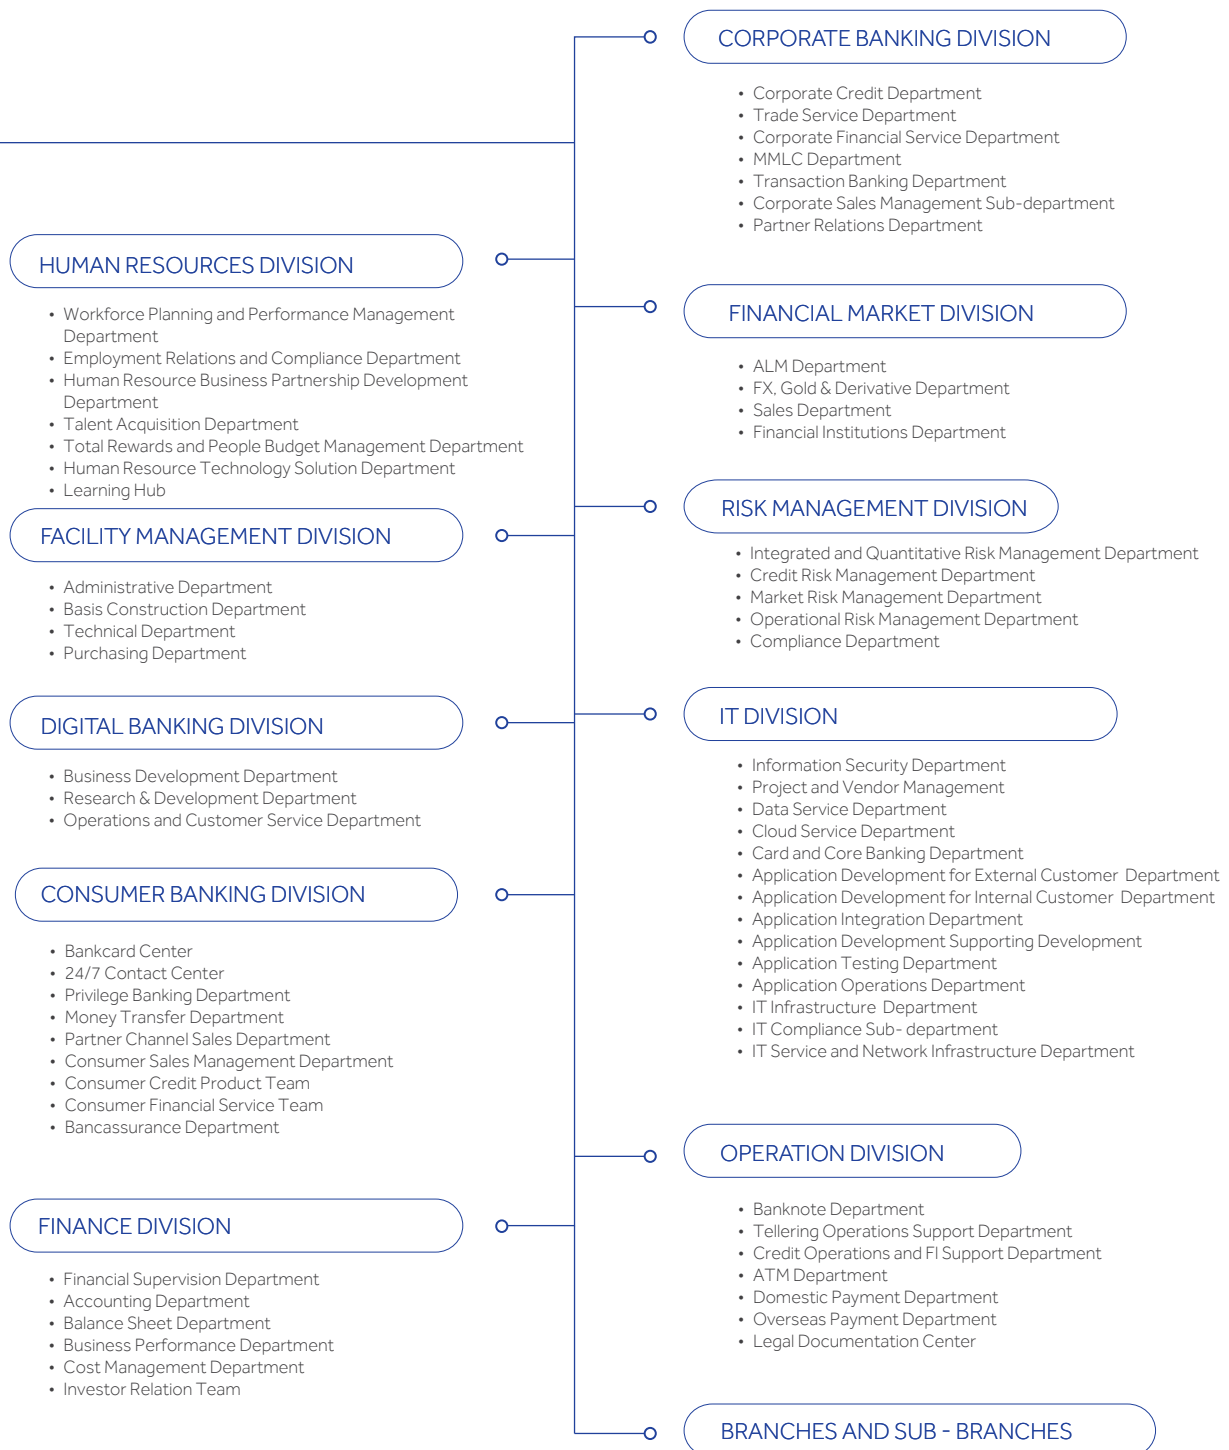 HUMAN RESOURCES DIVISION
• Workforce Planning and Performance Management
Department
• Employment Relations and Compliance Department
• Human Resource Business Partnership Development
Department
• Talent Acquisition Department
• Total Rewards and People Budget Management Department
• Human Resource Technology Solution Department
• Learning Hub
FACILITY MANAGEMENT DIVISION
• Administrative Department
• Basis Construction Department
• Technical Department
• Purchasing Department
DIGITAL BANKING DIVISION
• Business Development Department
• Research & Development Department
• Operations and Customer Service Department
CONSUMER BANKING DIVISION
• Bankcard Center
• 24/7 Contact Center
• Privilege Banking Department
• Money Transfer Department
• Partner Channel Sales Department
• Consumer Sales Management Department
• Consumer Credit Product Team
• Consumer Financial Service Team
• Bancassurance Department
FINANCE DIVISION
• Financial Supervision Department
• Accounting Department
• Balance Sheet Department
• Business Performance Department
• Cost Management Department
• Investor Relation Team
CORPORATE BANKING DIVISION
• Corporate Credit Department
• Trade Service Department
• Corporate Financial Service Department
• MMLC Department
• Transaction Banking Department
• Corporate Sales Management Sub-department
• Partner Relations Department
FINANCIAL MARKET DIVISION
• ALM Department
• FX, Gold & Derivative Department
• Sales Department
• Financial Institutions Department
RISK MANAGEMENT DIVISION
• Integrated and Quantitative Risk Management Department
• Credit Risk Management Department
• Market Risk Management Department
• Operational Risk Management Department
• Compliance Department
IT DIVISION
• Information Security Department
• Project and Vendor Management
• Data Service Department
• Cloud Service Department
• Card and Core Banking Department
• Application Development for External Customer Department
• Application Development for Internal Customer Department
• Application Integration Department
• Application Development Supporting Development
• Application Testing Department
• Application Operations Department
• IT Infrastructure Department
• IT Compliance Sub- department
• IT Service and Network Infrastructure Department
OPERATION DIVISION
• Banknote Department
• Tellering Operations Support Department
• Credit Operations and FI Support Department
• ATM Department
• Domestic Payment Department
• Overseas Payment Department
• Legal Documentation Center
BRANCHES AND SUB - BRANCHES